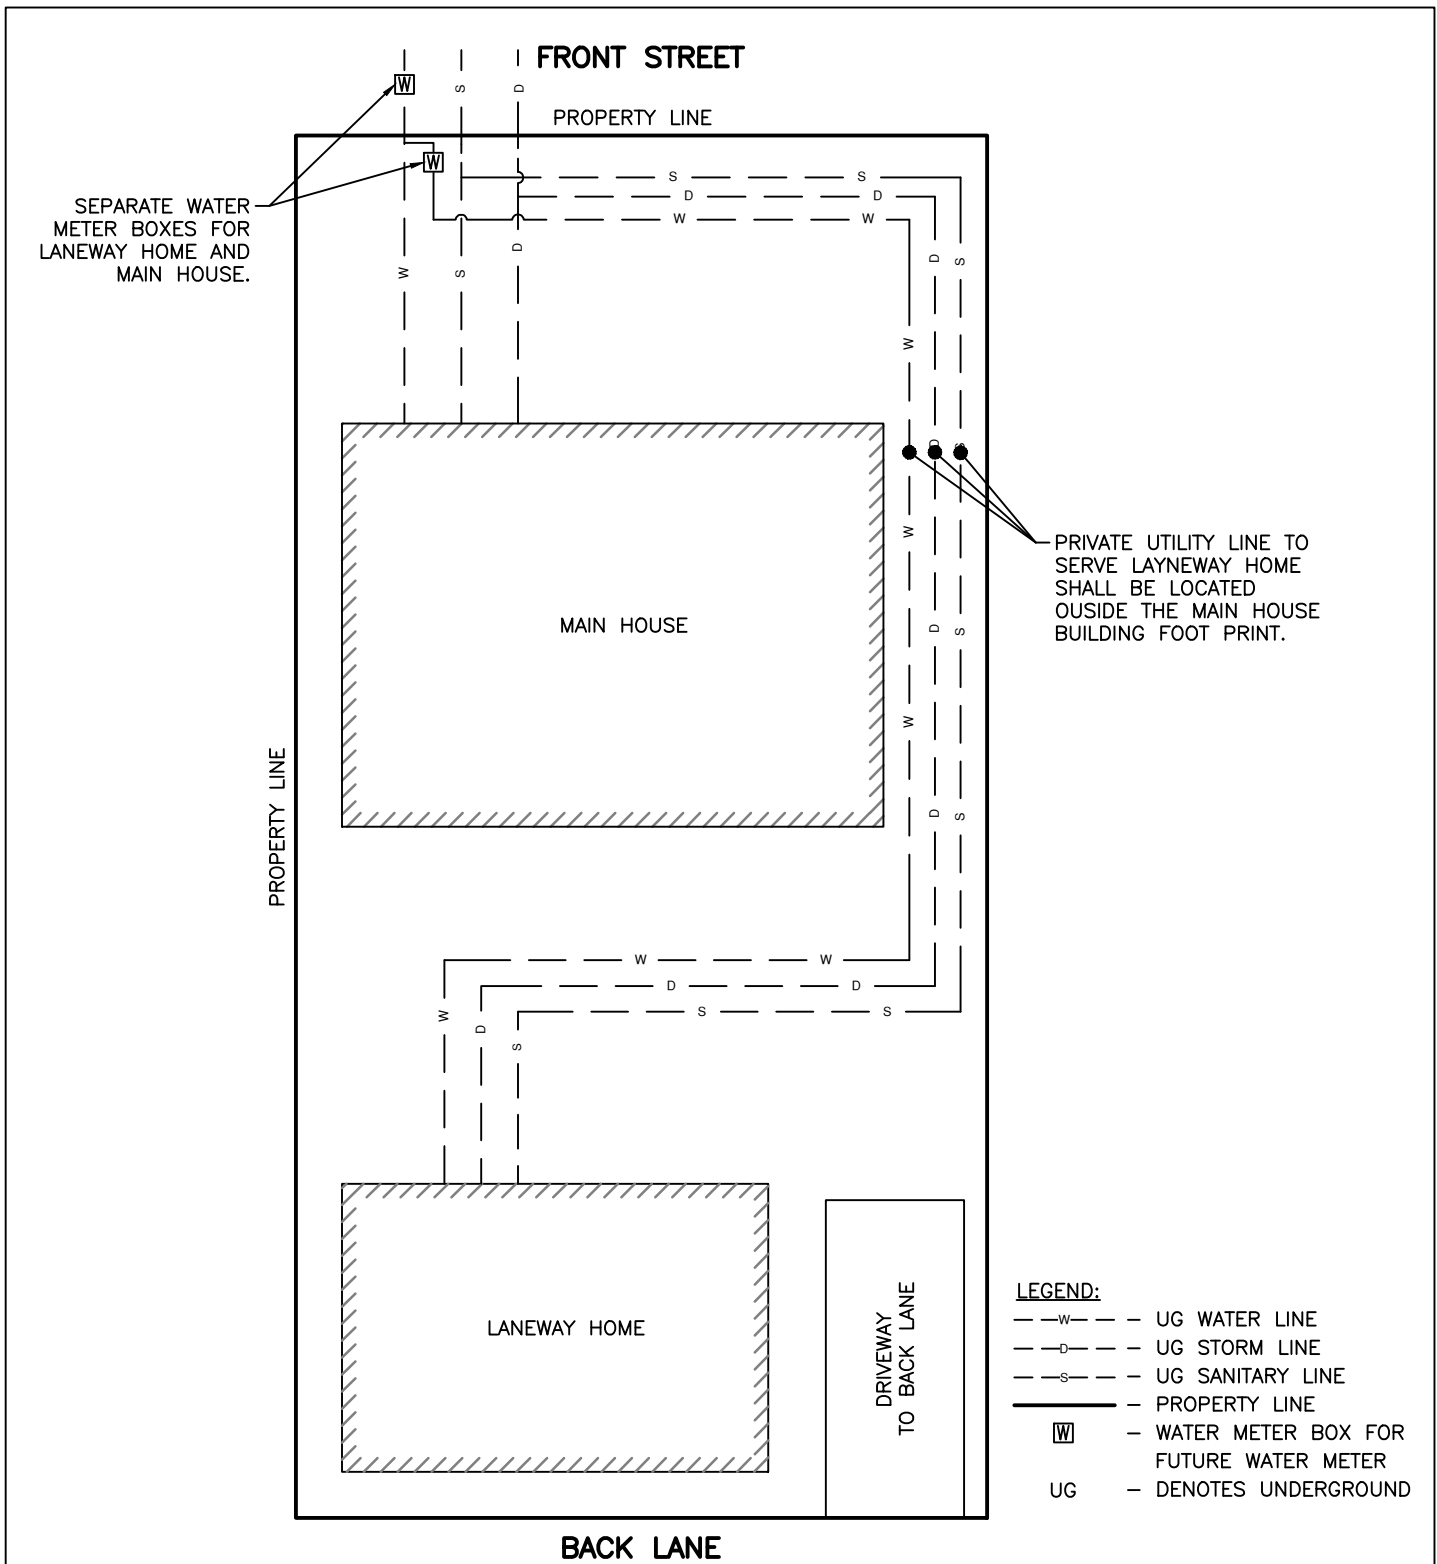 FRONT STREET
W
S
D
PROPERTY LINE
W
SEPARATE WATER
METER BOXES FOR
LANEWAY HOME AND
MAIN HOUSE.
S
S
D
D
W
W
W
S
D
D
S
W
D
S
PRIVATE UTILITY LINE TO
SERVE LAYNEWAY HOME
SHALL BE LOCATED
OUSIDE THE MAIN HOUSE
BUILDING FOOT PRINT.
W
D
S
MAIN HOUSE
W
D
S
PROPERTY LINE
W
W
D
D
S
S
W
D
S
LANEWAY HOME
DRIVEWAY
TO BACK LANE
LEGEND:
W – UG WATER LINE
D – UG STORM LINE
S – UG SANITARY LINE
– PROPERTY LINE
W – WATER METER BOX FOR
FUTURE WATER METER
UG – DENOTES UNDERGROUND
BACK LANE